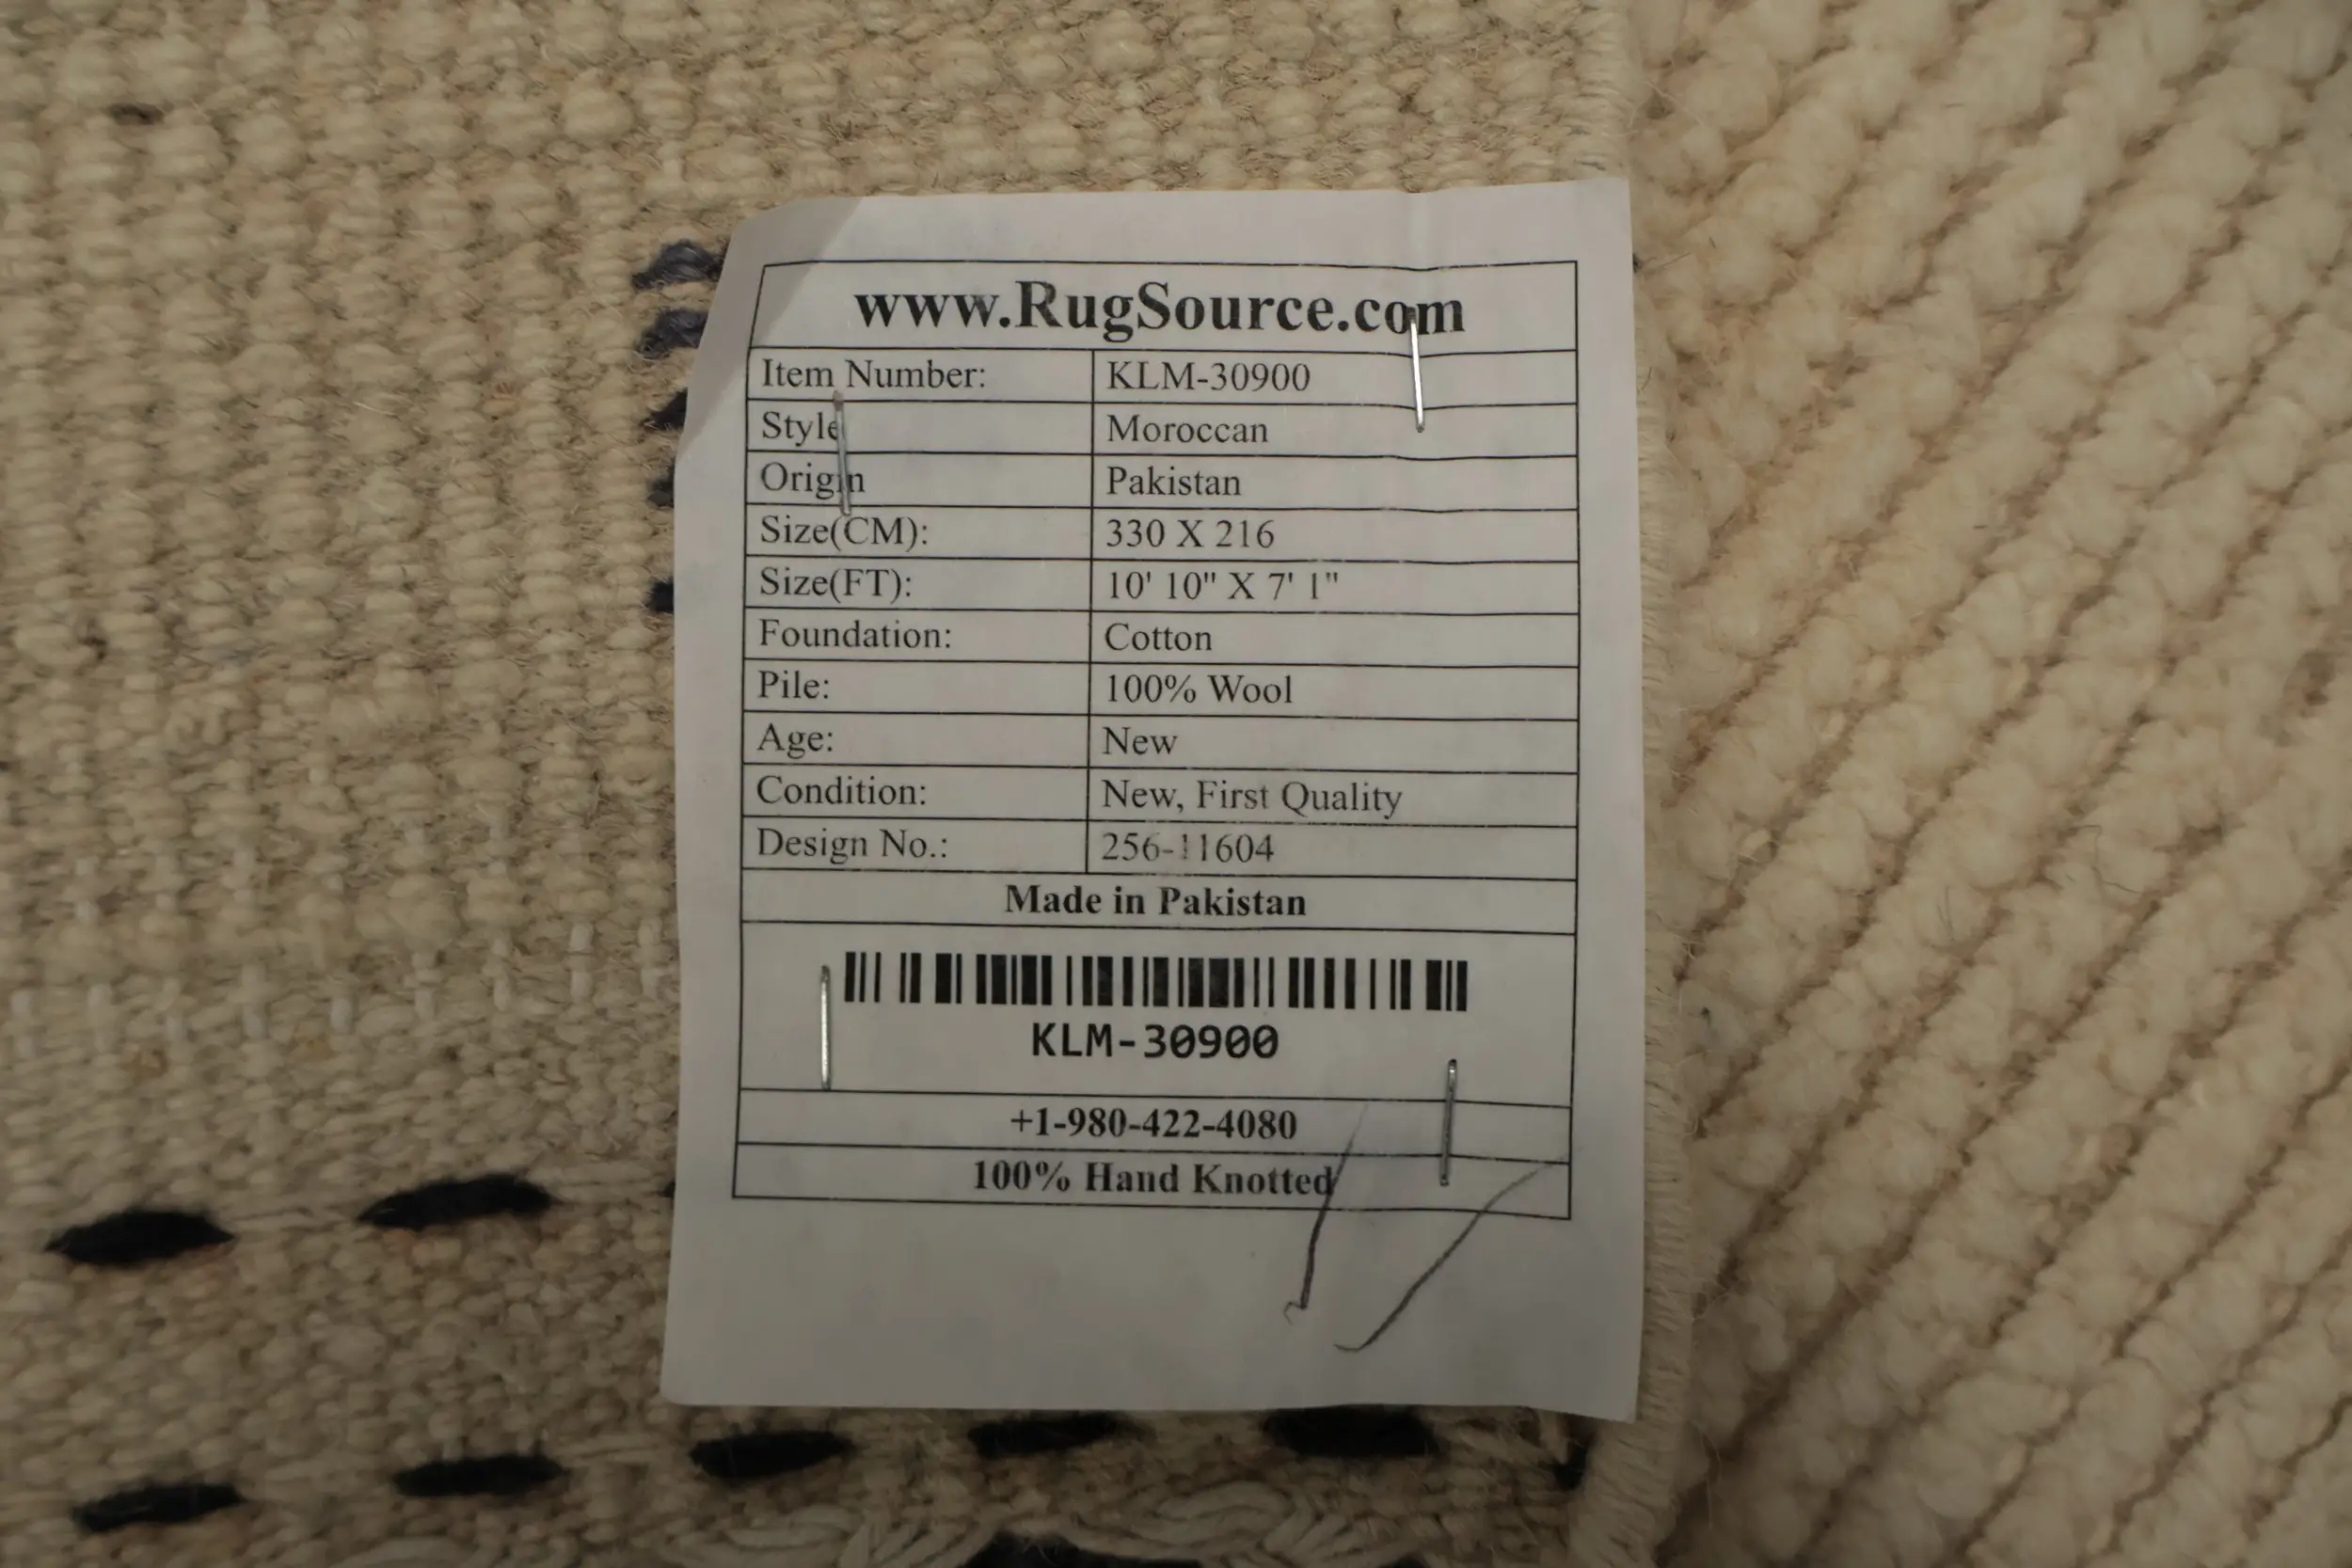 www.RugSource.com
Item Number: KLM-30900
Style Moroccan
Origin Pakistan
Size(CM): 330 X 216
Size(FT): 10' 10" X 7' 1"
Foundation: Cotton
Pile: 100% Wool
Age: New
Condition: New, First Quality
Design No.: 256-11604
Made in Pakistan
KLM-30900
+1-980-422-4080
100% Hand Knotted